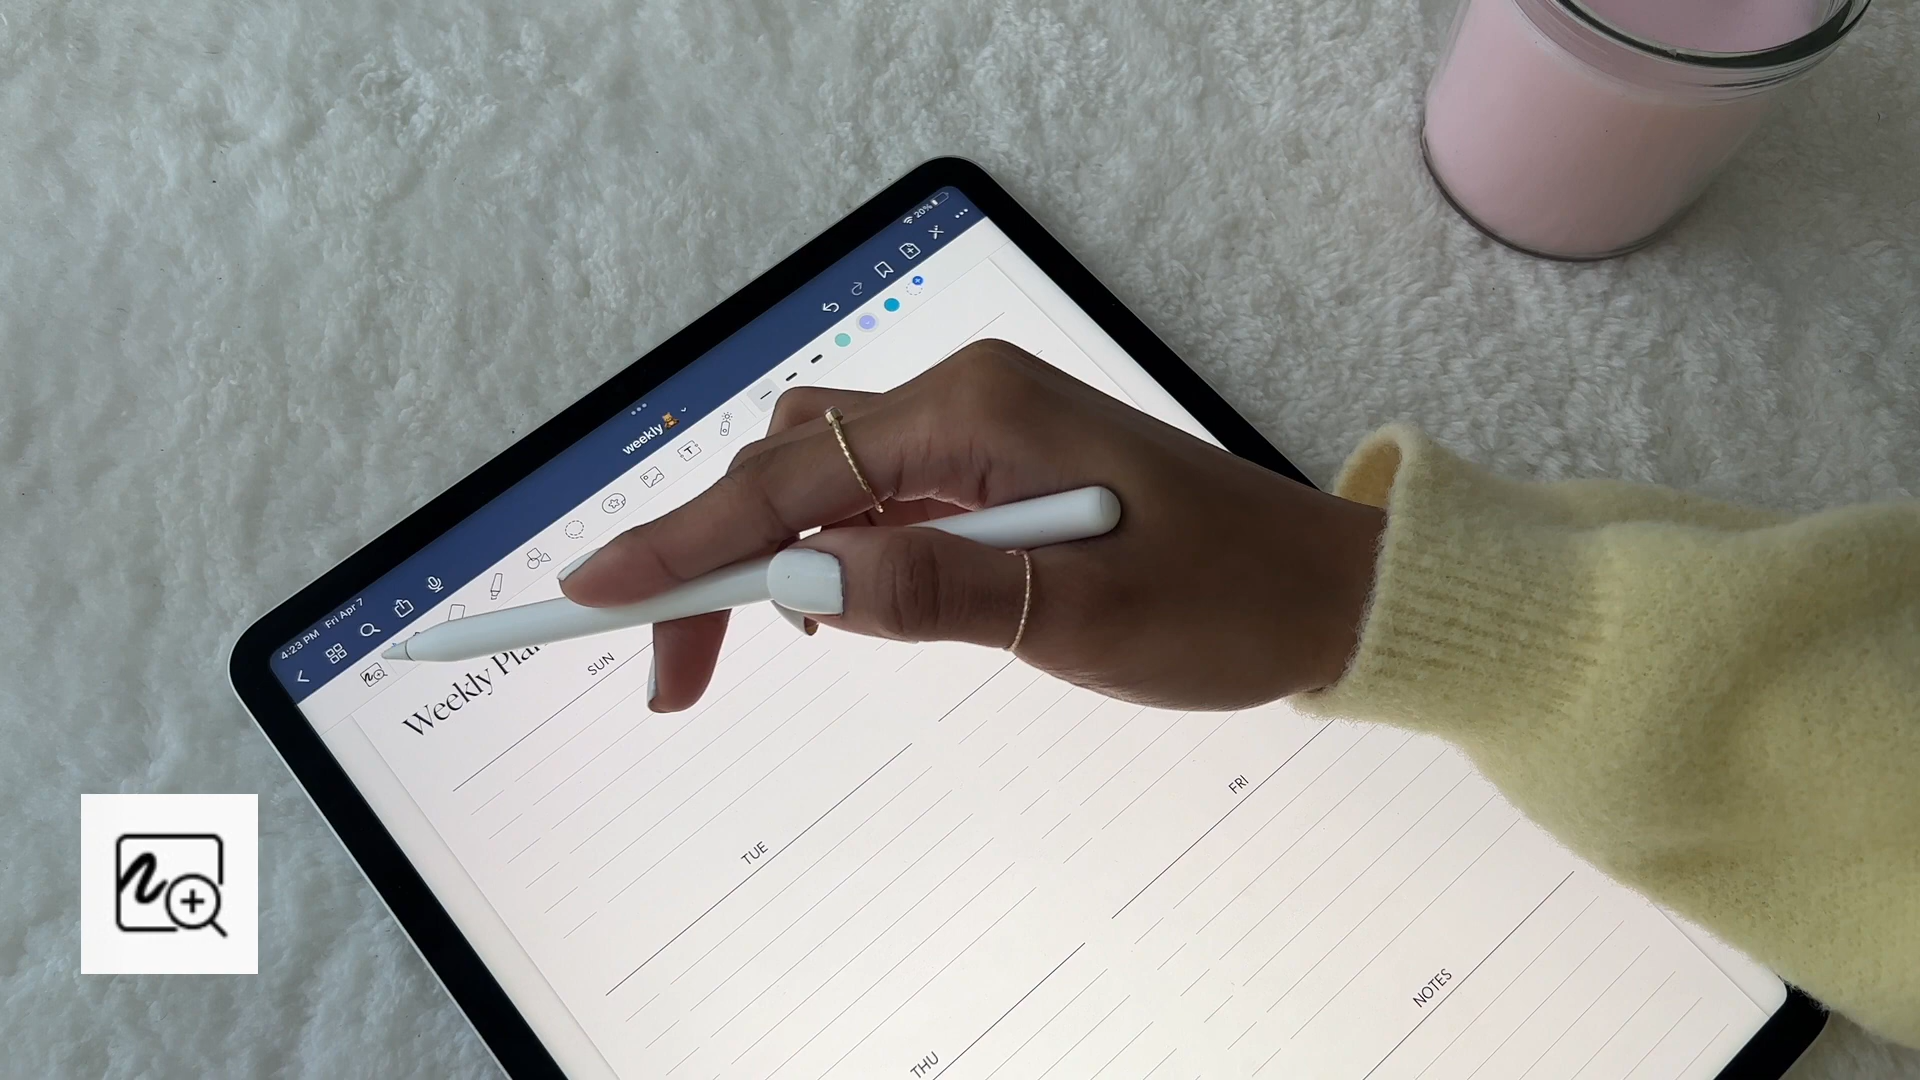 4:23 PM Fri Apr 7
20%
weekly🧸
T
Weekly Pla
SUN
TUE
THU
FRI
NOTES